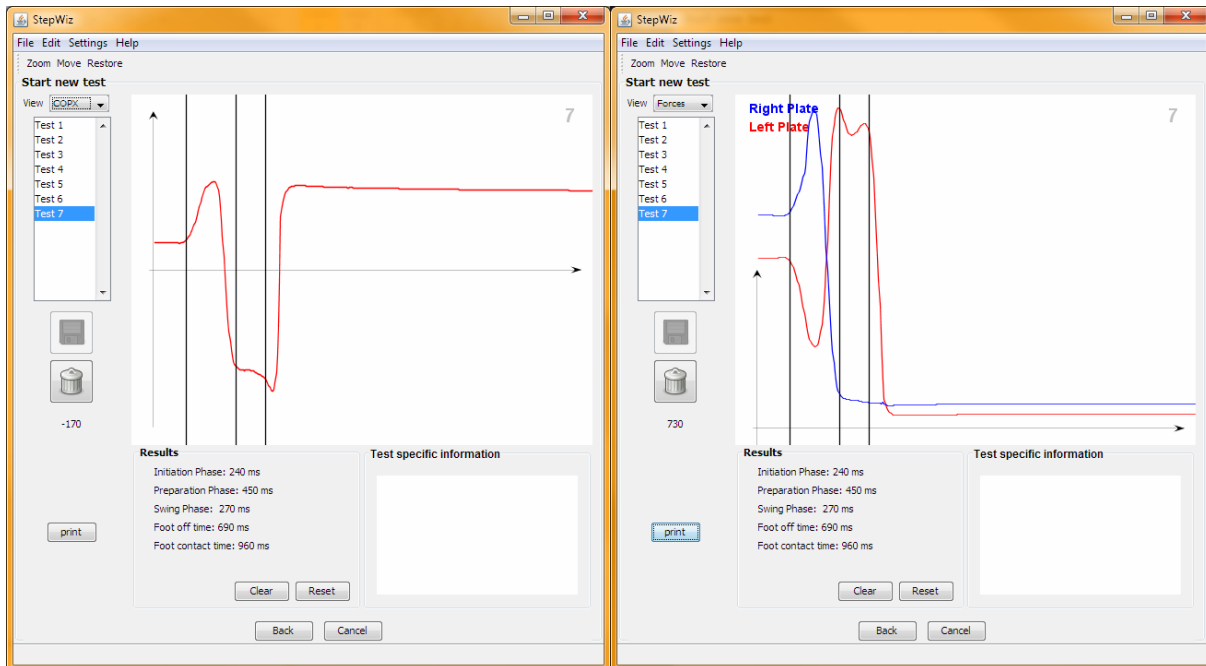 StepWiz
File Edit Settings Help
Zoom Move Restore
Start new test
View COPX
Test 1
Test 2
Test 3
Test 4
Test 5
Test 6
Test 7
-170
print
7
Results
Initiation Phase: 240 ms
Preparation Phase: 450 ms
Swing Phase: 270 ms
Foot off time: 690 ms
Foot contact time: 960 ms
Clear Reset
Test specific information
Back Cancel
StepWiz
File Edit Settings Help
Zoom Move Restore
Start new test
View Forces
Test 1
Test 2
Test 3
Test 4
Test 5
Test 6
Test 7
730
print
Right Plate
Left Plate
7
Results
Initiation Phase: 240 ms
Preparation Phase: 450 ms
Swing Phase: 270 ms
Foot off time: 690 ms
Foot contact time: 960 ms
Clear Reset
Test specific information
Back Cancel